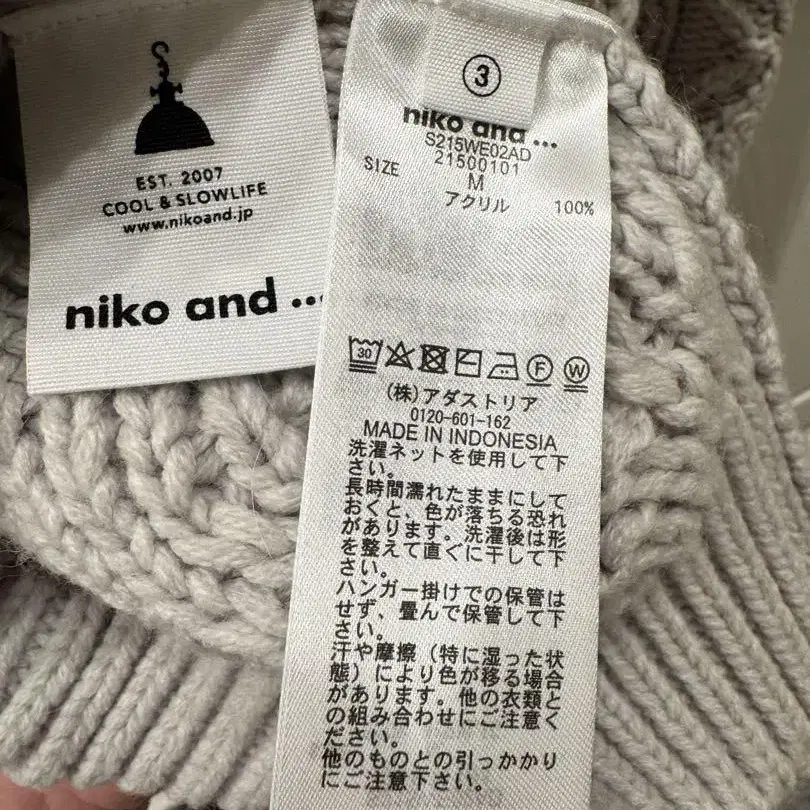 EST. 2007
COOL & SLOWLIFE
www.nikoand.jp
niko and ...
③
niko and ...
S215WE02AD
21500101
SIZE M
アクリル 100%
30
F
W
(株)アダストリア
0120-601-162
MADE IN INDONESIA
洗濯ネットを使用して下
さい。
長時間濡れたままにして
おくと、色が落ちる恐れ
があります。洗濯後は形
を整えて直ぐに干して下
さい。
ハンガー掛けでの保管は
せず、畳んで保管して下
さい。
汗や摩擦（特に湿った状
態）により色が移る場合
があります。他の衣類と
の組み合わせにご注意く
ださい。
他のものとの引っかかり
にご注意下さい。